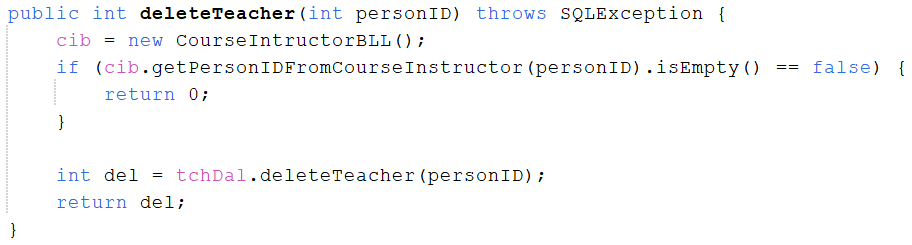 public int deleteTeacher(int personID) throws SQLException {
    cib = new CourseIntructorBLL();
    if (cib.getPersonIDFromCourseInstructor(personID).isEmpty() == false) {
        return 0;
    }

    int del = tchDal.deleteTeacher(personID);
    return del;
}